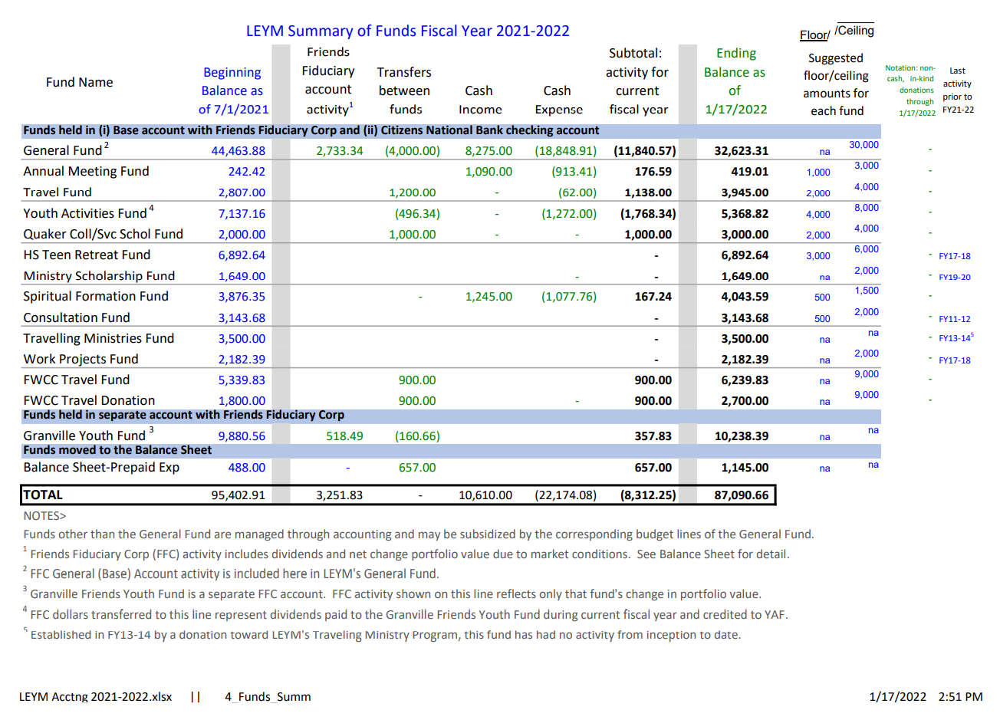 LEYM Summary of Funds Fiscal Year 2021-2022
Floor/ /Ceiling
Fund Name
Beginning
Balance as
of 7/1/2021
Friends
Fiduciary
account
activity1
Transfers
between
funds
Cash
Income
Cash
Expense
Subtotal:
activity for
current
fiscal year
Ending
Balance as
of
1/17/2022
Suggested
floor/ceiling
amounts for
each fund
Notation: non-
cash, in-kind
donations
through
1/17/2022
Last
activity
prior to
FY21-22
Funds held in (i) Base account with Friends Fiduciary Corp and (ii) Citizens National Bank checking account
General Fund 2 44,463.88 2,733.34 (4,000.00) 8,275.00 (18,848.91) (11,840.57) 32,623.31 na 30,000 -
Annual Meeting Fund 242.42 1,090.00 (913.41) 176.59 419.01 1,000 3,000 -
Travel Fund 2,807.00 1,200.00 - (62.00) 1,138.00 3,945.00 2,000 4,000 -
Youth Activities Fund 4 7,137.16 (496.34) - (1,272.00) (1,768.34) 5,368.82 4,000 8,000 -
Quaker Coll/Svc Schol Fund 2,000.00 1,000.00 - - 1,000.00 3,000.00 2,000 4,000 -
HS Teen Retreat Fund 6,892.64 - 6,892.64 3,000 6,000 - FY17-18
Ministry Scholarship Fund 1,649.00 - - 1,649.00 na 2,000 - FY19-20
Spiritual Formation Fund 3,876.35 - 1,245.00 (1,077.76) 167.24 4,043.59 500 1,500 -
Consultation Fund 3,143.68 - 3,143.68 500 2,000 - FY11-12
Travelling Ministries Fund 3,500.00 - 3,500.00 na na - FY13-145
Work Projects Fund 2,182.39 - 2,182.39 na 2,000 - FY17-18
FWCC Travel Fund 5,339.83 900.00 900.00 6,239.83 na 9,000 -
FWCC Travel Donation 1,800.00 900.00 - 900.00 2,700.00 na 9,000 -
Funds held in separate account with Friends Fiduciary Corp
Granville Youth Fund 3 9,880.56 518.49 (160.66) 357.83 10,238.39 na na
Funds moved to the Balance Sheet
Balance Sheet-Prepaid Exp 488.00 - 657.00 657.00 1,145.00 na na
TOTAL 95,402.91 3,251.83 - 10,610.00 (22,174.08) (8,312.25) 87,090.66
NOTES>
Funds other than the General Fund are managed through accounting and may be subsidized by the corresponding budget lines of the General Fund.
1 Friends Fiduciary Corp (FFC) activity includes dividends and net change portfolio value due to market conditions. See Balance Sheet for detail.
2 FFC General (Base) Account activity is included here in LEYM's General Fund.
3 Granville Friends Youth Fund is a separate FFC account. FFC activity shown on this line reflects only that fund's change in portfolio value.
4 FFC dollars transferred to this line represent dividends paid to the Granville Friends Youth Fund during current fiscal year and credited to YAF.
5 Established in FY13-14 by a donation toward LEYM's Traveling Ministry Program, this fund has had no activity from inception to date.
LEYM Acctng 2021-2022.xlsx || 4_Funds_Summ 1/17/2022 2:51 PM